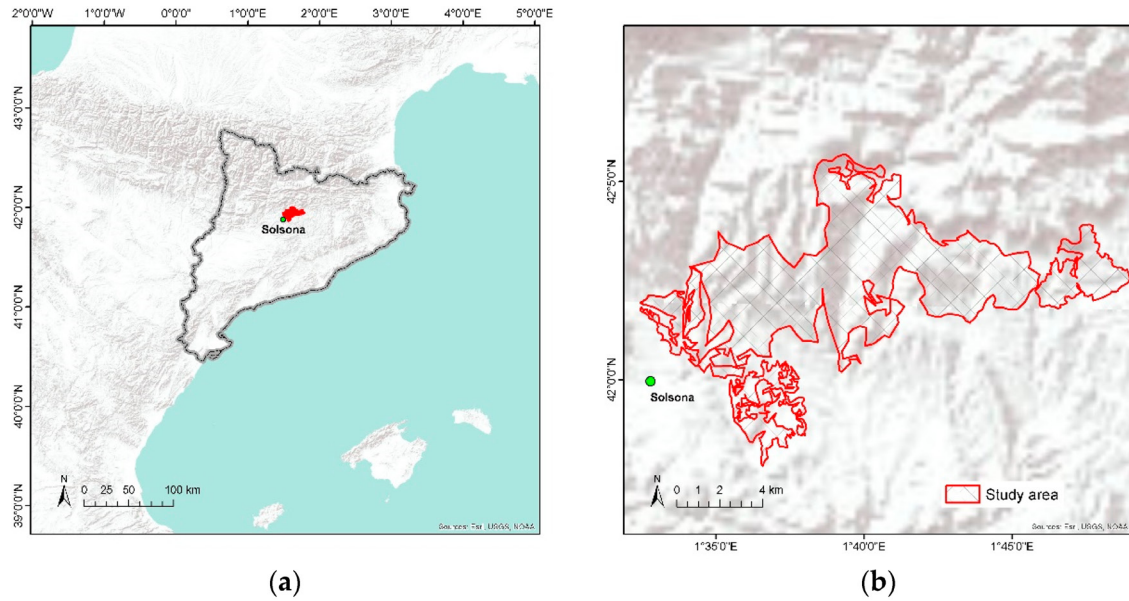 2°0'0"W 1°0'0"W 0°0'0" 1°0'0"E 2°0'0"E 3°0'0"E 4°0'0"E 5°0'0"E
43°0'0"N
42°0'0"N
41°0'0"N
40°0'0"N
39°0'0"N
Solsona
N
0 25 50 100 km
Sources: Esri, USGS, NOAA
(a)
42°5'0"N
42°0'0"N
Solsona
N
0 1 2 4 km
Study area
Sources: Esri, USGS, NOAA
1°35'0"E 1°40'0"E 1°45'0"E
(b)